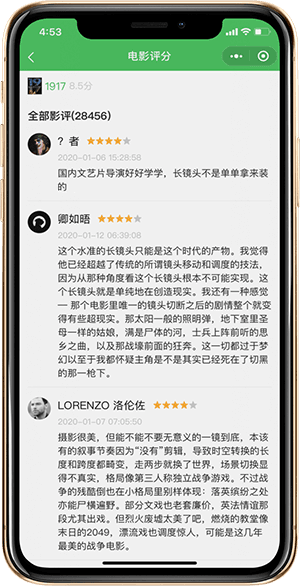 4:53
电影评分
1917 8.5分
全部影评(28456)
? 者
2020-01-06 15:28:58
国内文艺片导演好好学学，长镜头不是单单拿来装
的
卿如晤
2020-01-12 06:39:08
这个水准的长镜头只能是这个时代的产物。我觉得
他已经超越了传统的所谓镜头移动和调度的技法，
因为从那种角度看这个长镜头根本不可能实现。这
个长镜头就是单纯地在创造现实。我还有一种感觉
— 那个电影里唯一的镜头切断之后的剧情整个就变
得有些超现实。那太阳一般的照明弹，地下室里圣
母一样的姑娘，满是尸体的河，士兵上阵前听的思
乡之曲，以及那战壕前面的狂奔。这一切都过于梦
幻以至于我都怀疑主角是不是其实已经死在了切黑
的那一枪下。
LORENZO 洛伦佐
2020-01-07 07:05:50
摄影很美，但能不能不要无意义的一镜到底，本该
有的叙事节奏因为“没有”剪辑，导致时空转换的长
度和跨度都畸变，走两步就换了世界，场景切换显
得不真实，格局像第三人称独立战争游戏。不过战
争的残酷倒也在小格局里别样体现：落英缤纷之处
亦能尸横遍野。部分文戏也老套廉价，英法情谊那
段尤其出戏。但烈火废墟太美了吧，燃烧的教堂像
末日的2049，漂流戏也调度惊人，可能是这几年
最美的战争电影。